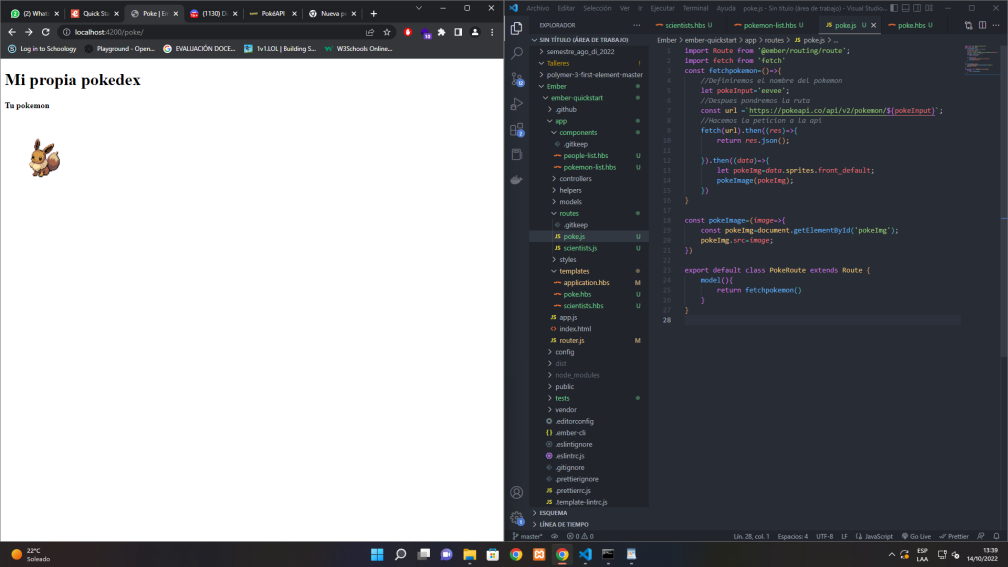 (2) Whats
Quick Sta
Poke | En
(1130) Di
PokéAPI
Nueva pe
localhost:4200/poke/
Log in to Schoology
Playground - Open...
EVALUACIÓN DOCE...
1v1.LOL | Building S...
W3Schools Onlin...
Mi propia pokedex
Tu pokemon
Archivo Editar Selección Ver Ir Ejecutar Terminal Ayuda
poke.js - Sin título (área de trabajo) - Visual Studio...
EXPLORADOR
SIN TÍTULO (ÁREA DE TRABAJO)
semestre_ago_di_2022
Talleres !
polymer-3-first-element-master
Ember
ember-quickstart
.github
app
components
.gitkeep
people-list.hbs U
pokemon-list.hbs U
controllers
helpers
models
routes
.gitkeep
JS poke.js U
JS scientists.js U
styles
templates
application.hbs M
poke.hbs U
scientists.hbs U
JS app.js
index.html
JS router.js M
config
dist
node_modules
public
tests
vendor
.editorconfig
.ember-cli
.eslintignore
.eslintrc.js
.gitignore
.prettierignore
JS .prettierrc.js
JS .template-lintrc.js
ESQUEMA
LÍNEA DE TIEMPO
scientists.hbs U
pokemon-list.hbs U
JS poke.js U
poke.hbs U
Ember > ember-quickstart > app > routes > JS poke.js > ...
1 import Route from '@ember/routing/route';
2 import fetch from 'fetch'
3 const fetchpokemon=()=>{
4 //Definiremos el nombre del pokemon
5 let pokeInput='eevee';
6 //Despues pondremos la ruta
7 const url =`https://pokeapi.co/api/v2/pokemon/${pokeInput}`;
8 //Hacemos la peticion a la api
9 fetch(url).then((res)=>{
10 return res.json();
11
12 }).then((data)=>{
13 let pokeImg=data.sprites.front_default;
14 pokeImage(pokeImg);
15 })
16 }
17
18 const pokeImage=(image=>{
19 const pokeImg=document.getElementById('pokeImg');
20 pokeImg.src=image;
21 })
22
23 export default class PokeRoute extends Route {
24 model(){
25 return fetchpokemon()
26 }
27 }
28
master*
0 0
Lín. 28, col. 1
Espacios: 4
UTF-8
LF
JavaScript
Go Live
Prettier
22°C
Soleado
ESP
LAA
13:39
14/10/2022